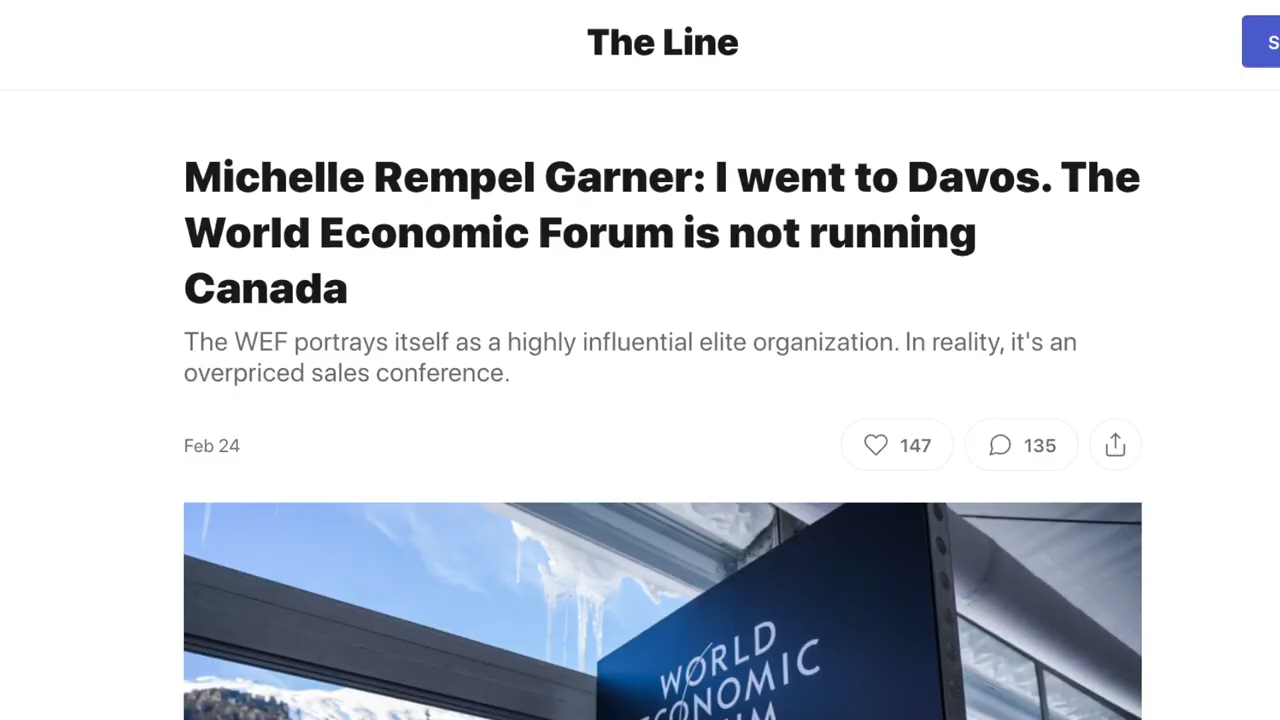 The Line
S
Michelle Rempel Garner: I went to Davos. The
World Economic Forum is not running
Canada
The WEF portrays itself as a highly influential elite organization. In reality, it's an
overpriced sales conference.
Feb 24
147
135
WORLD
ECONOMIC